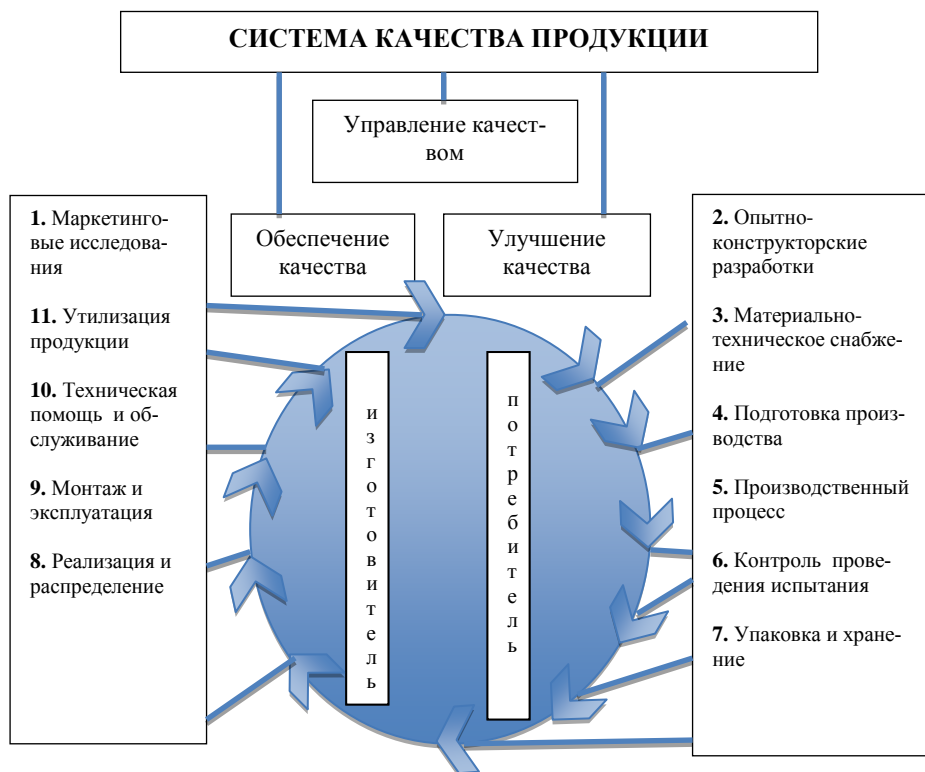 СИСТЕМА КАЧЕСТВА ПРОДУКЦИИ
Управление качест-
вом
Обеспечение
качества
Улучшение
качества
1. Маркетинго-
вые исследова-
ния
11. Утилизация
продукции
10. Техническая
помощь и об-
служивание
9. Монтаж и
эксплуатация
8. Реализация и
распределение
изготовитель
потребитель
2. Опытно-
конструкторские
разработки
3. Материально-
техническое снабже-
ние
4. Подготовка произ-
водства
5. Производственный
процесс
6. Контроль прове-
дения испытания
7. Упаковка и хране-
ние